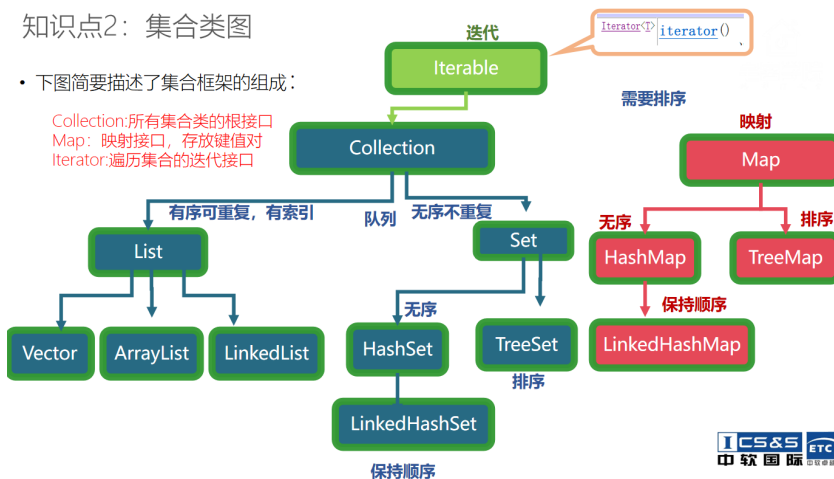 知识点2：集合类图
迭代
Iterator<T> iterator()
、
Iterable
• 下图简要描述了集合框架的组成：
需要排序
Collection:所有集合类的根接口
Map：映射接口，存放键值对
Iterator:遍历集合的迭代接口
映射
Collection
Map
有序可重复，有索引
队列
无序不重复
无序
排序
List
Set
HashMap
TreeMap
无序
保持顺序
Vector
ArrayList
LinkedList
HashSet
TreeSet
LinkedHashMap
排序
LinkedHashSet
保持顺序
ICS&S
中软国际
ETC
中软卓越